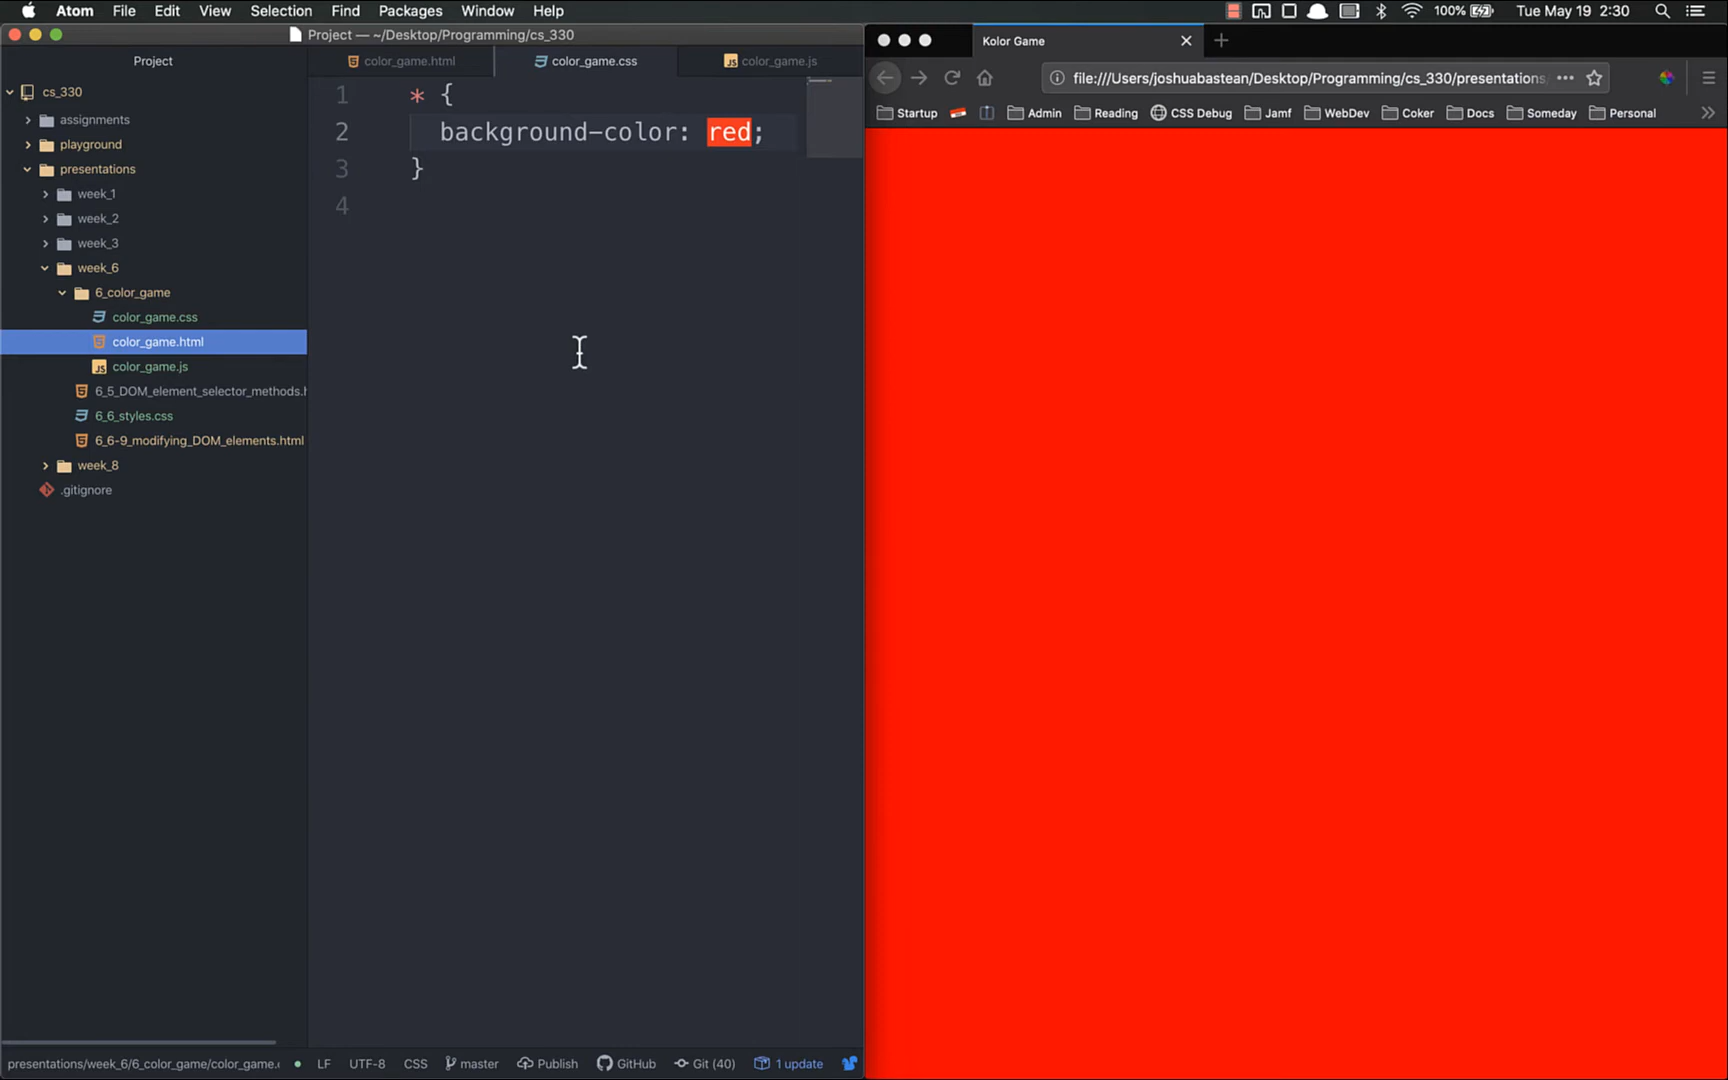 Atom File Edit View Selection Find Packages Window Help
100% Tue May 19 2:30
Project — ~/Desktop/Programming/cs_330
Project
cs_330
assignments
playground
presentations
week_1
week_2
week_3
week_6
6_color_game
color_game.css
color_game.html
color_game.js
6_5_DOM_element_selector_methods.h
6_6_styles.css
6_6-9_modifying_DOM_elements.html
week_8
.gitignore
color_game.html color_game.css color_game.js
1 * {
2 background-color: red;
3 }
4
presentations/week_6/6_color_game/color_game.c LF UTF-8 CSS master Publish GitHub Git (40) 1 update
Kolor Game
file:///Users/joshuabastean/Desktop/Programming/cs_330/presentations
Startup Admin Reading CSS Debug Jamf WebDev Coker Docs Someday Personal